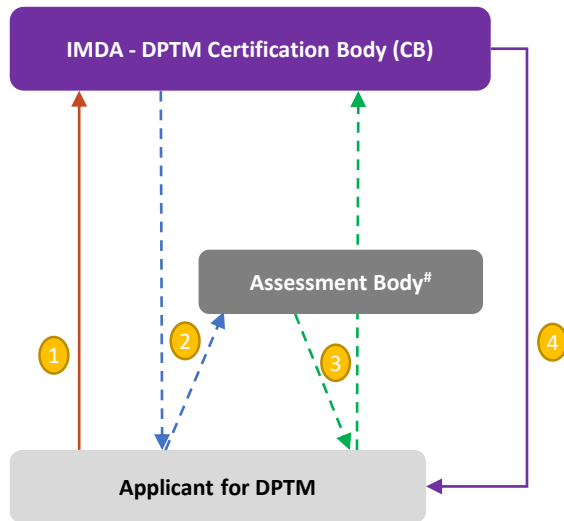 IMDA - DPTM Certification Body (CB)
Assessment Body#
1
2
3
4
Applicant for DPTM